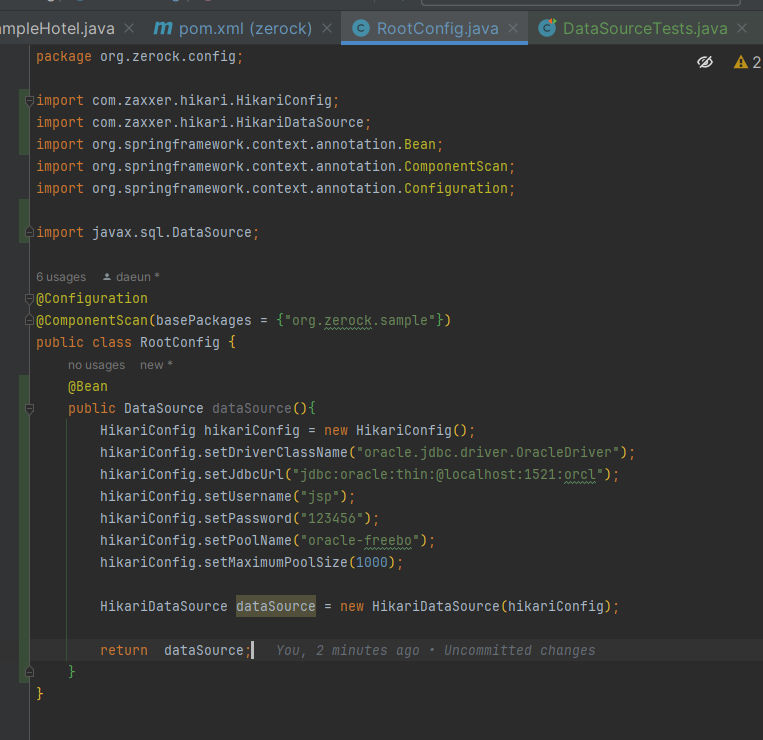 ampleHotel.java
m pom.xml (zerock)
C RootConfig.java
C DataSourceTests.java
package org.zerock.config;
2
import com.zaxxer.hikari.HikariConfig;
import com.zaxxer.hikari.HikariDataSource;
import org.springframework.context.annotation.Bean;
import org.springframework.context.annotation.ComponentScan;
import org.springframework.context.annotation.Configuration;
import javax.sql.DataSource;
6 usages daeun *
@Configuration
@ComponentScan(basePackages = {"org.zerock.sample"})
public class RootConfig {
no usages new *
@Bean
public DataSource dataSource(){
HikariConfig hikariConfig = new HikariConfig();
hikariConfig.setDriverClassName("oracle.jdbc.driver.OracleDriver");
hikariConfig.setJdbcUrl("jdbc:oracle:thin:@localhost:1521:orcl");
hikariConfig.setUsername("jsp");
hikariConfig.setPassword("123456");
hikariConfig.setPoolName("oracle-freebo");
hikariConfig.setMaximumPoolSize(1000);
HikariDataSource dataSource = new HikariDataSource(hikariConfig);
return dataSource; You, 2 minutes ago • Uncommitted changes
}
}